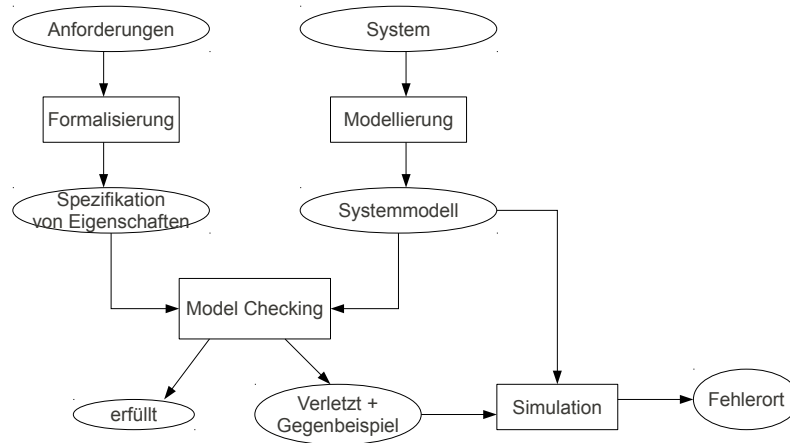 Anforderungen
System
Formalisierung
Modellierung
Spezifikation
von Eigenschaften
Systemmodell
Model Checking
erfüllt
Verletzt +
Gegenbeispiel
Simulation
Fehlerort